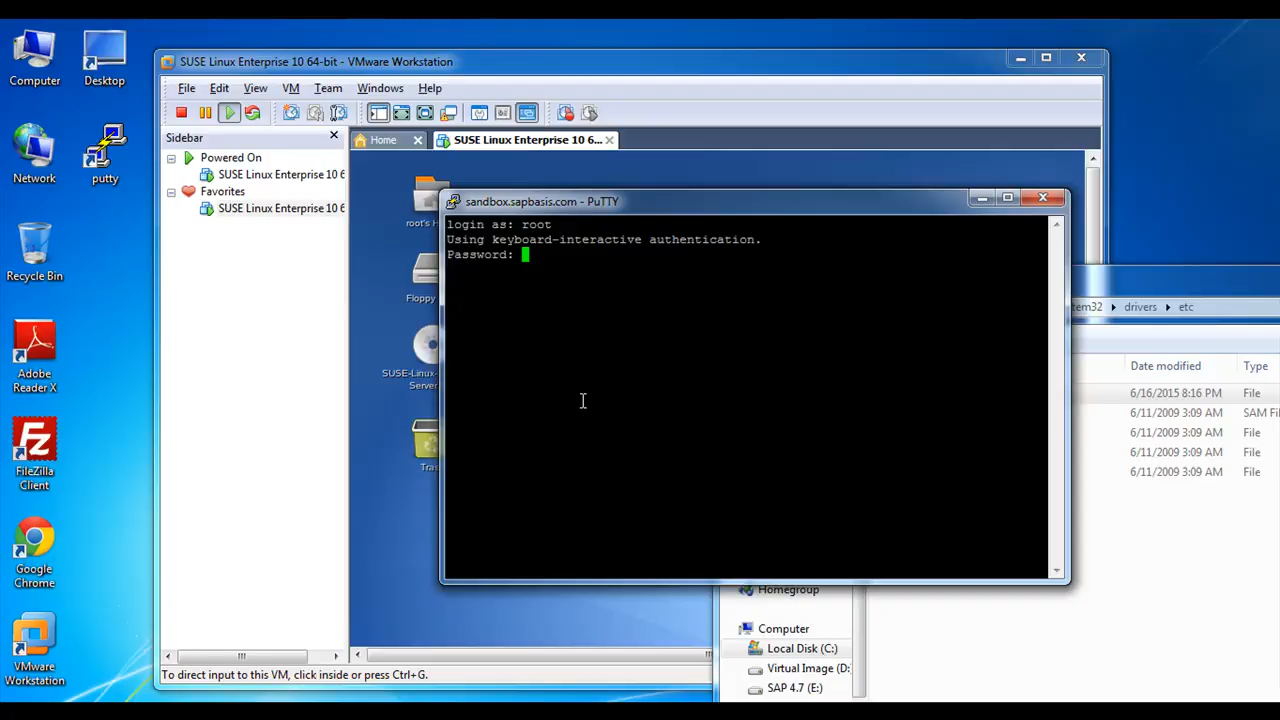 Computer
Desktop
Network
putty
Recycle Bin
Adobe
Reader X
FileZilla
Client
Google
Chrome
VMware
Workstation
SUSE Linux Enterprise 10 64-bit - VMware Workstation
File Edit View VM Team Windows Help
Sidebar
Powered On
SUSE Linux Enterprise 10 6
Favorites
SUSE Linux Enterprise 10 6
Home
SUSE Linux Enterprise 10 6...
root's H
Floppy
SUSE-Linux-
Server
Tra
To direct input to this VM, click inside or press Ctrl+G.
sandbox.sapbasis.com - PuTTY
login as: root
Using keyboard-interactive authentication.
Password:
tem32 drivers etc
Date modified Type
6/16/2015 8:16 PM File
6/11/2009 3:09 AM SAM Fi
6/11/2009 3:09 AM File
6/11/2009 3:09 AM File
6/11/2009 3:09 AM File
Homegroup
Computer
Local Disk (C:)
Virtual Image (D:
SAP 4.7 (E:)